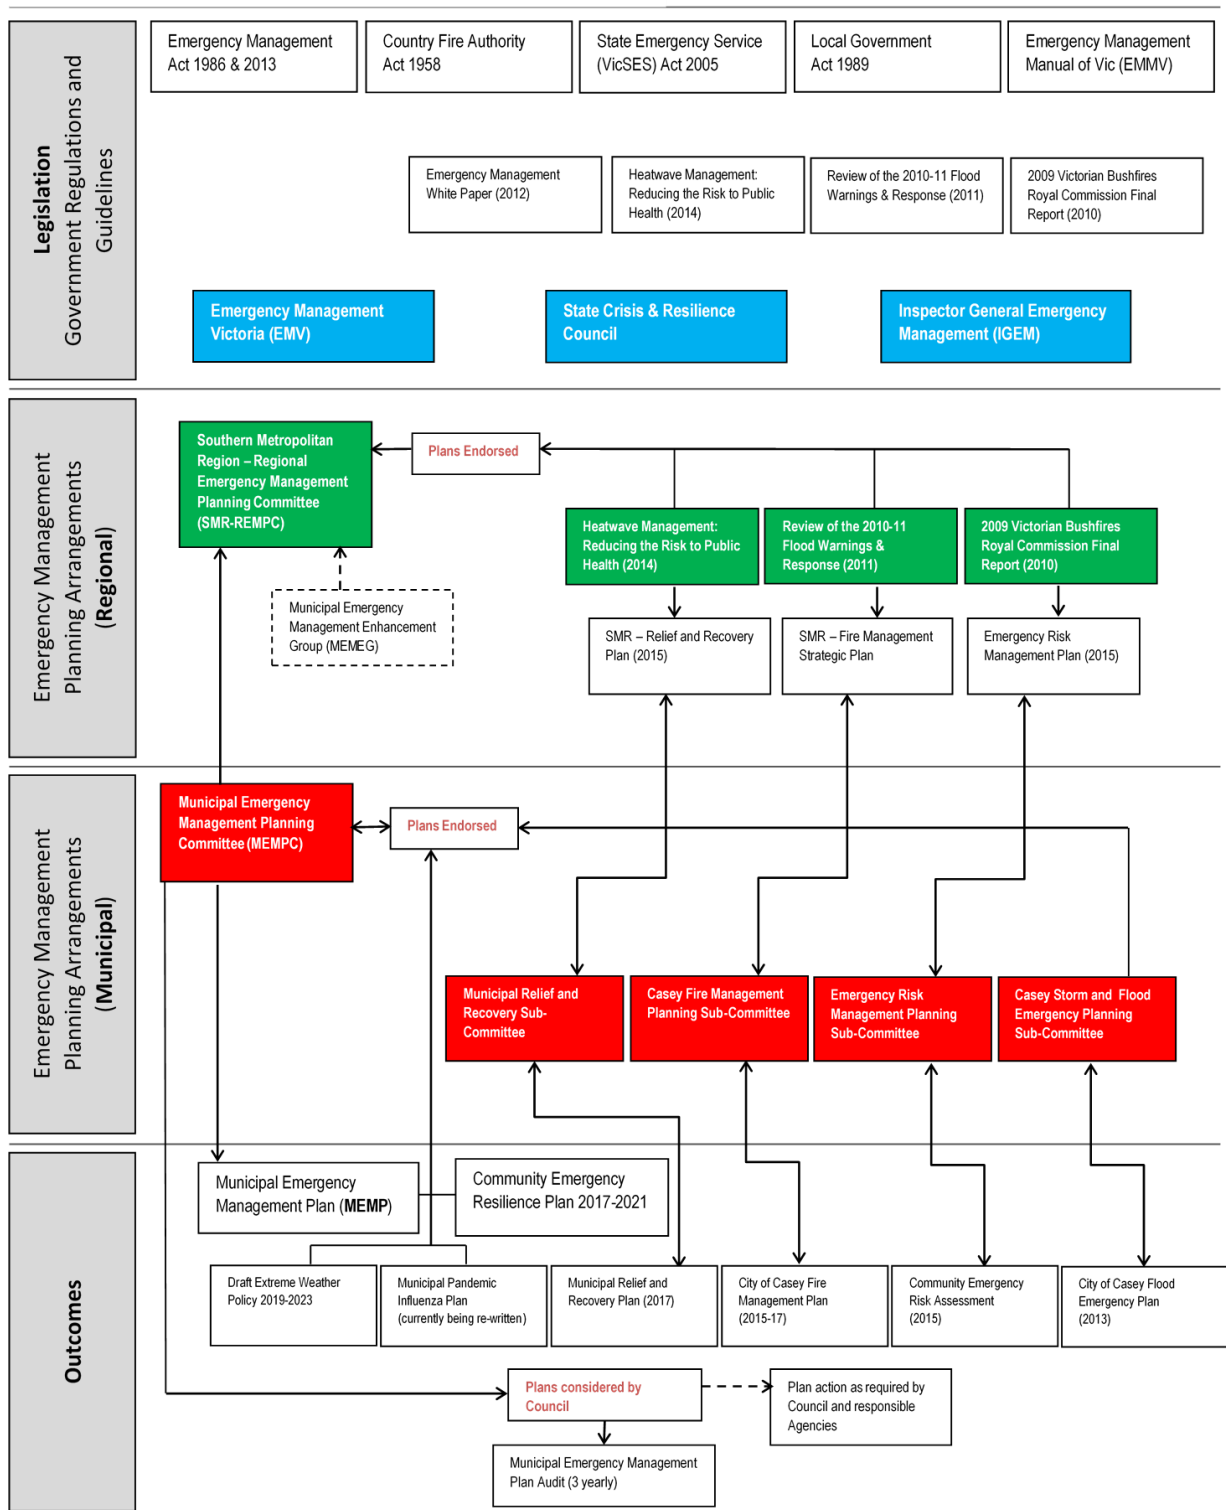 Legislation
Government Regulations and
Guidelines
Emergency Management
Act 1986 & 2013
Country Fire Authority
Act 1958
State Emergency Service
(VicSES) Act 2005
Local Government
Act 1989
Emergency Management
Manual of Vic (EMMV)
Emergency Management
White Paper (2012)
Heatwave Management:
Reducing the Risk to Public
Health (2014)
Review of the 2010-11 Flood
Warnings & Response (2011)
2009 Victorian Bushfires
Royal Commission Final
Report (2010)
Emergency Management
Victoria (EMV)
State Crisis & Resilience
Council
Inspector General Emergency
Management (IGEM)
Emergency Management
Planning Arrangements
(Regional)
Southern Metropolitan
Region – Regional
Emergency Management
Planning Committee
(SMR-REMPC)
Plans Endorsed
Heatwave Management:
Reducing the Risk to Public
Health (2014)
Review of the 2010-11
Flood Warnings &
Response (2011)
2009 Victorian Bushfires
Royal Commission Final
Report (2010)
Municipal Emergency
Management Enhancement
Group (MEMEG)
SMR – Relief and Recovery
Plan (2015)
SMR – Fire Management
Strategic Plan
Emergency Risk
Management Plan (2015)
Emergency Management
Planning Arrangements
(Municipal)
Municipal Emergency
Management Planning
Committee (MEMPC)
Plans Endorsed
Municipal Relief and
Recovery Sub-
Committee
Casey Fire Management
Planning Sub-Committee
Emergency Risk
Management Planning
Sub-Committee
Casey Storm and Flood
Emergency Planning
Sub-Committee
Outcomes
Municipal Emergency
Management Plan (MEMP)
Community Emergency
Resilience Plan 2017-2021
Draft Extreme Weather
Policy 2019-2023
Municipal Pandemic
Influenza Plan
(currently being re-written)
Municipal Relief and
Recovery Plan (2017)
City of Casey Fire
Management Plan
(2015-17)
Community Emergency
Risk Assessment
(2015)
City of Casey Flood
Emergency Plan
(2013)
Plans considered by
Council
Plan action as required by
Council and responsible
Agencies
Municipal Emergency Management
Plan Audit (3 yearly)